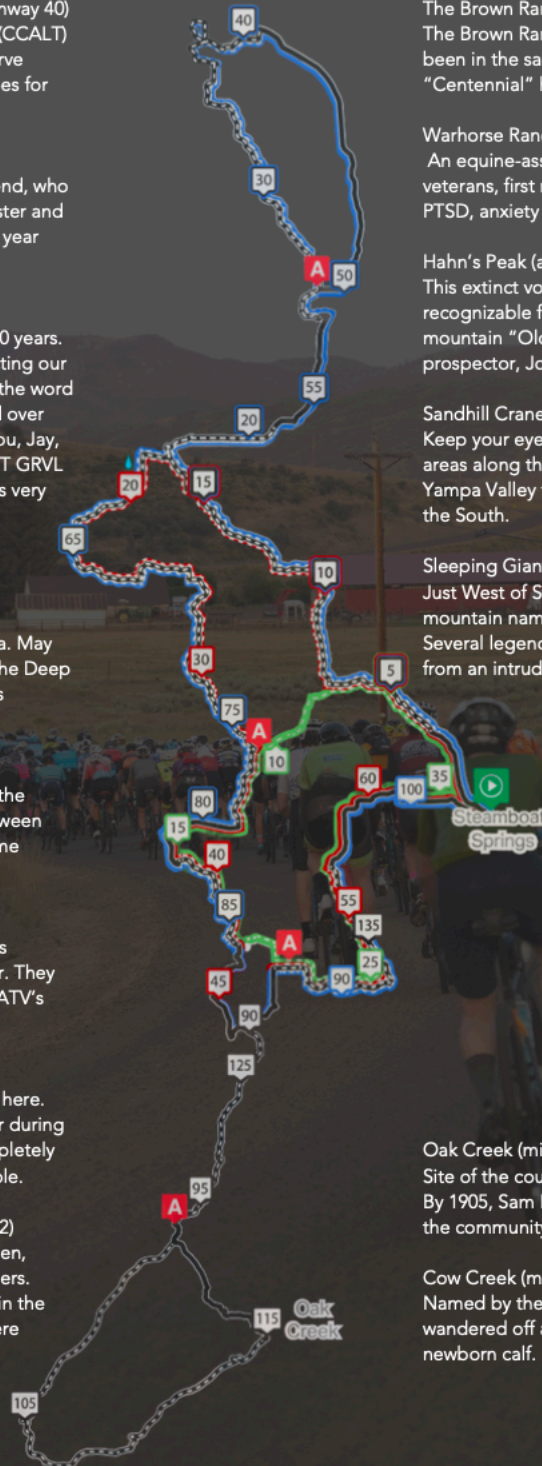 way 40)
(CCALT)
rve
es for
end, who
ster and
year
0 years.
ting our
the word
l over
ou, Jay,
T GRVL
s very
a. May
he Deep
s
the
ween
me
s
r. They
ATV's
here.
r during
pletely
ole.
2)
en,
ers.
in the
ere
40
30
A
50
55
20
20
15
65
10
30
5
75
A
10
60
35
100
80
15
Steamboat
Springs
40
55
85
135
A
25
45
90
90
125
95
A
115
Oak
Creek
105
The Brown Ran
The Brown Ran
been in the sa
"Centennial" h
Warhorse Ranc
An equine-ass
veterans, first r
PTSD, anxiety
Hahn's Peak (a
This extinct vo
recognizable f
mountain "Old
prospector, Jo
Sandhill Crane
Keep your eye
areas along th
Yampa Valley
the South.
Sleeping Gian
Just West of S
mountain nam
Several legend
from an intrud
Oak Creek (mi
Site of the cou
By 1905, Sam
the community
Cow Creek (m
Named by the
wandered off a
newborn calf.